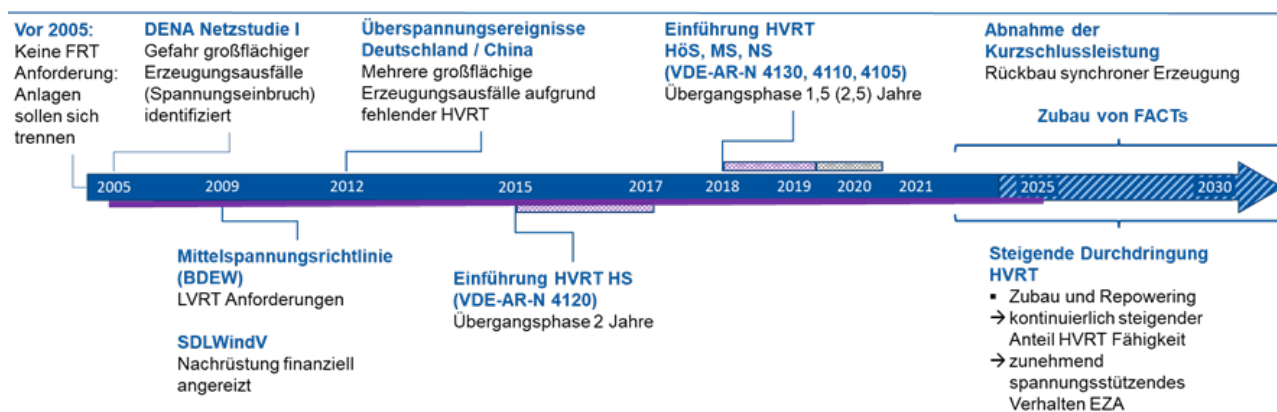 Vor 2005:
Keine FRT
Anforderung:
Anlagen
sollen sich
trennen
DENA Netzstudie I
Gefahr großflächiger
Erzeugungsausfälle
(Spannungseinbruch)
identifiziert
Überspannungsereignisse
Deutschland / China
Mehrere großflächige
Erzeugungsausfälle aufgrund
fehlender HVRT
Einführung HVRT
HöS, MS, NS
(VDE-AR-N 4130, 4110, 4105)
Übergangsphase 1,5 (2,5) Jahre
Abnahme der
Kurzschlussleistung
Rückbau synchroner Erzeugung
Zubau von FACTs
2005 2009 2012 2015 2017 2018 2019 2020 2021 2025 2030
Mittelspannungsrichtlinie
(BDEW)
LVRT Anforderungen
SDLWindV
Nachrüstung finanziell
angereizt
Einführung HVRT HS
(VDE-AR-N 4120)
Übergangsphase 2 Jahre
Steigende Durchdringung
HVRT
▪ Zubau und Repowering
→ kontinuierlich steigender
Anteil HVRT Fähigkeit
→ zunehmend
spannungsstützendes
Verhalten EZA